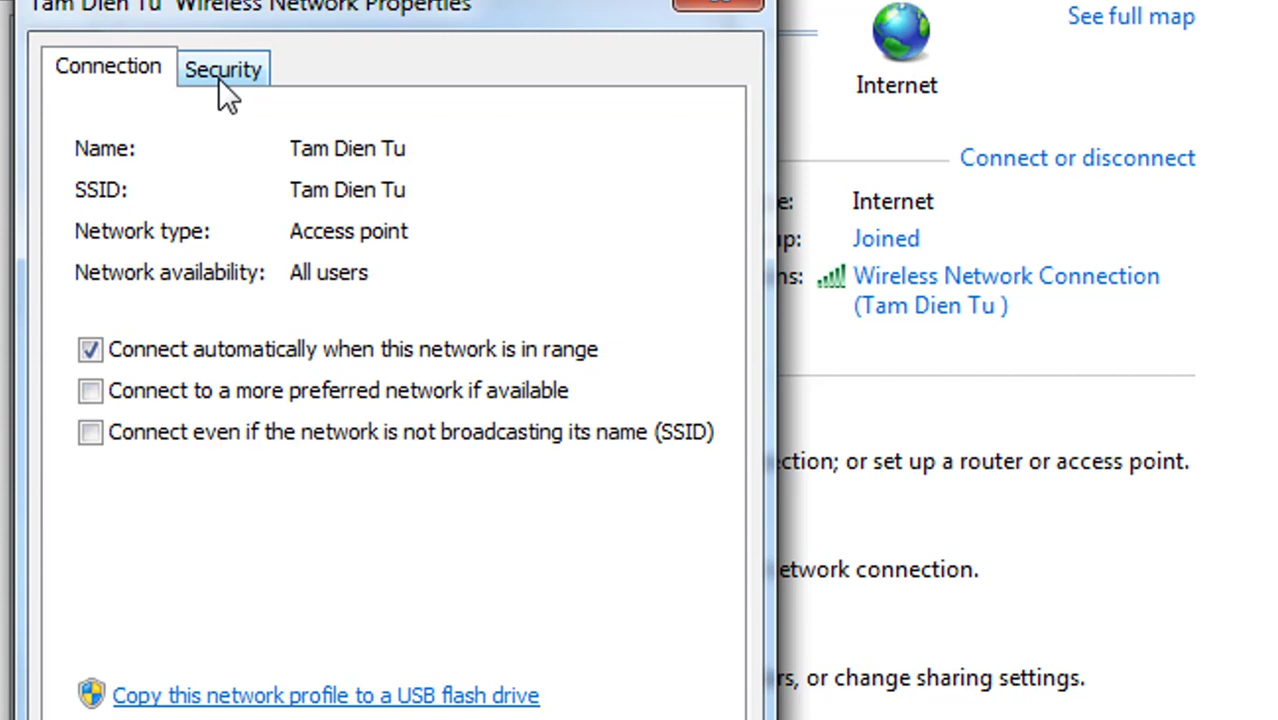 Tam Dien Tu Wireless Network Properties
Connection
Security
Name: Tam Dien Tu
SSID: Tam Dien Tu
Network type: Access point
Network availability: All users
Connect automatically when this network is in range
Connect to a more preferred network if available
Connect even if the network is not broadcasting its name (SSID)
Copy this network profile to a USB flash drive
See full map
Internet
Connect or disconnect
Internet
Joined
Wireless Network Connection
(Tam Dien Tu )
or set up a router or access point.
connection.
or change sharing settings.